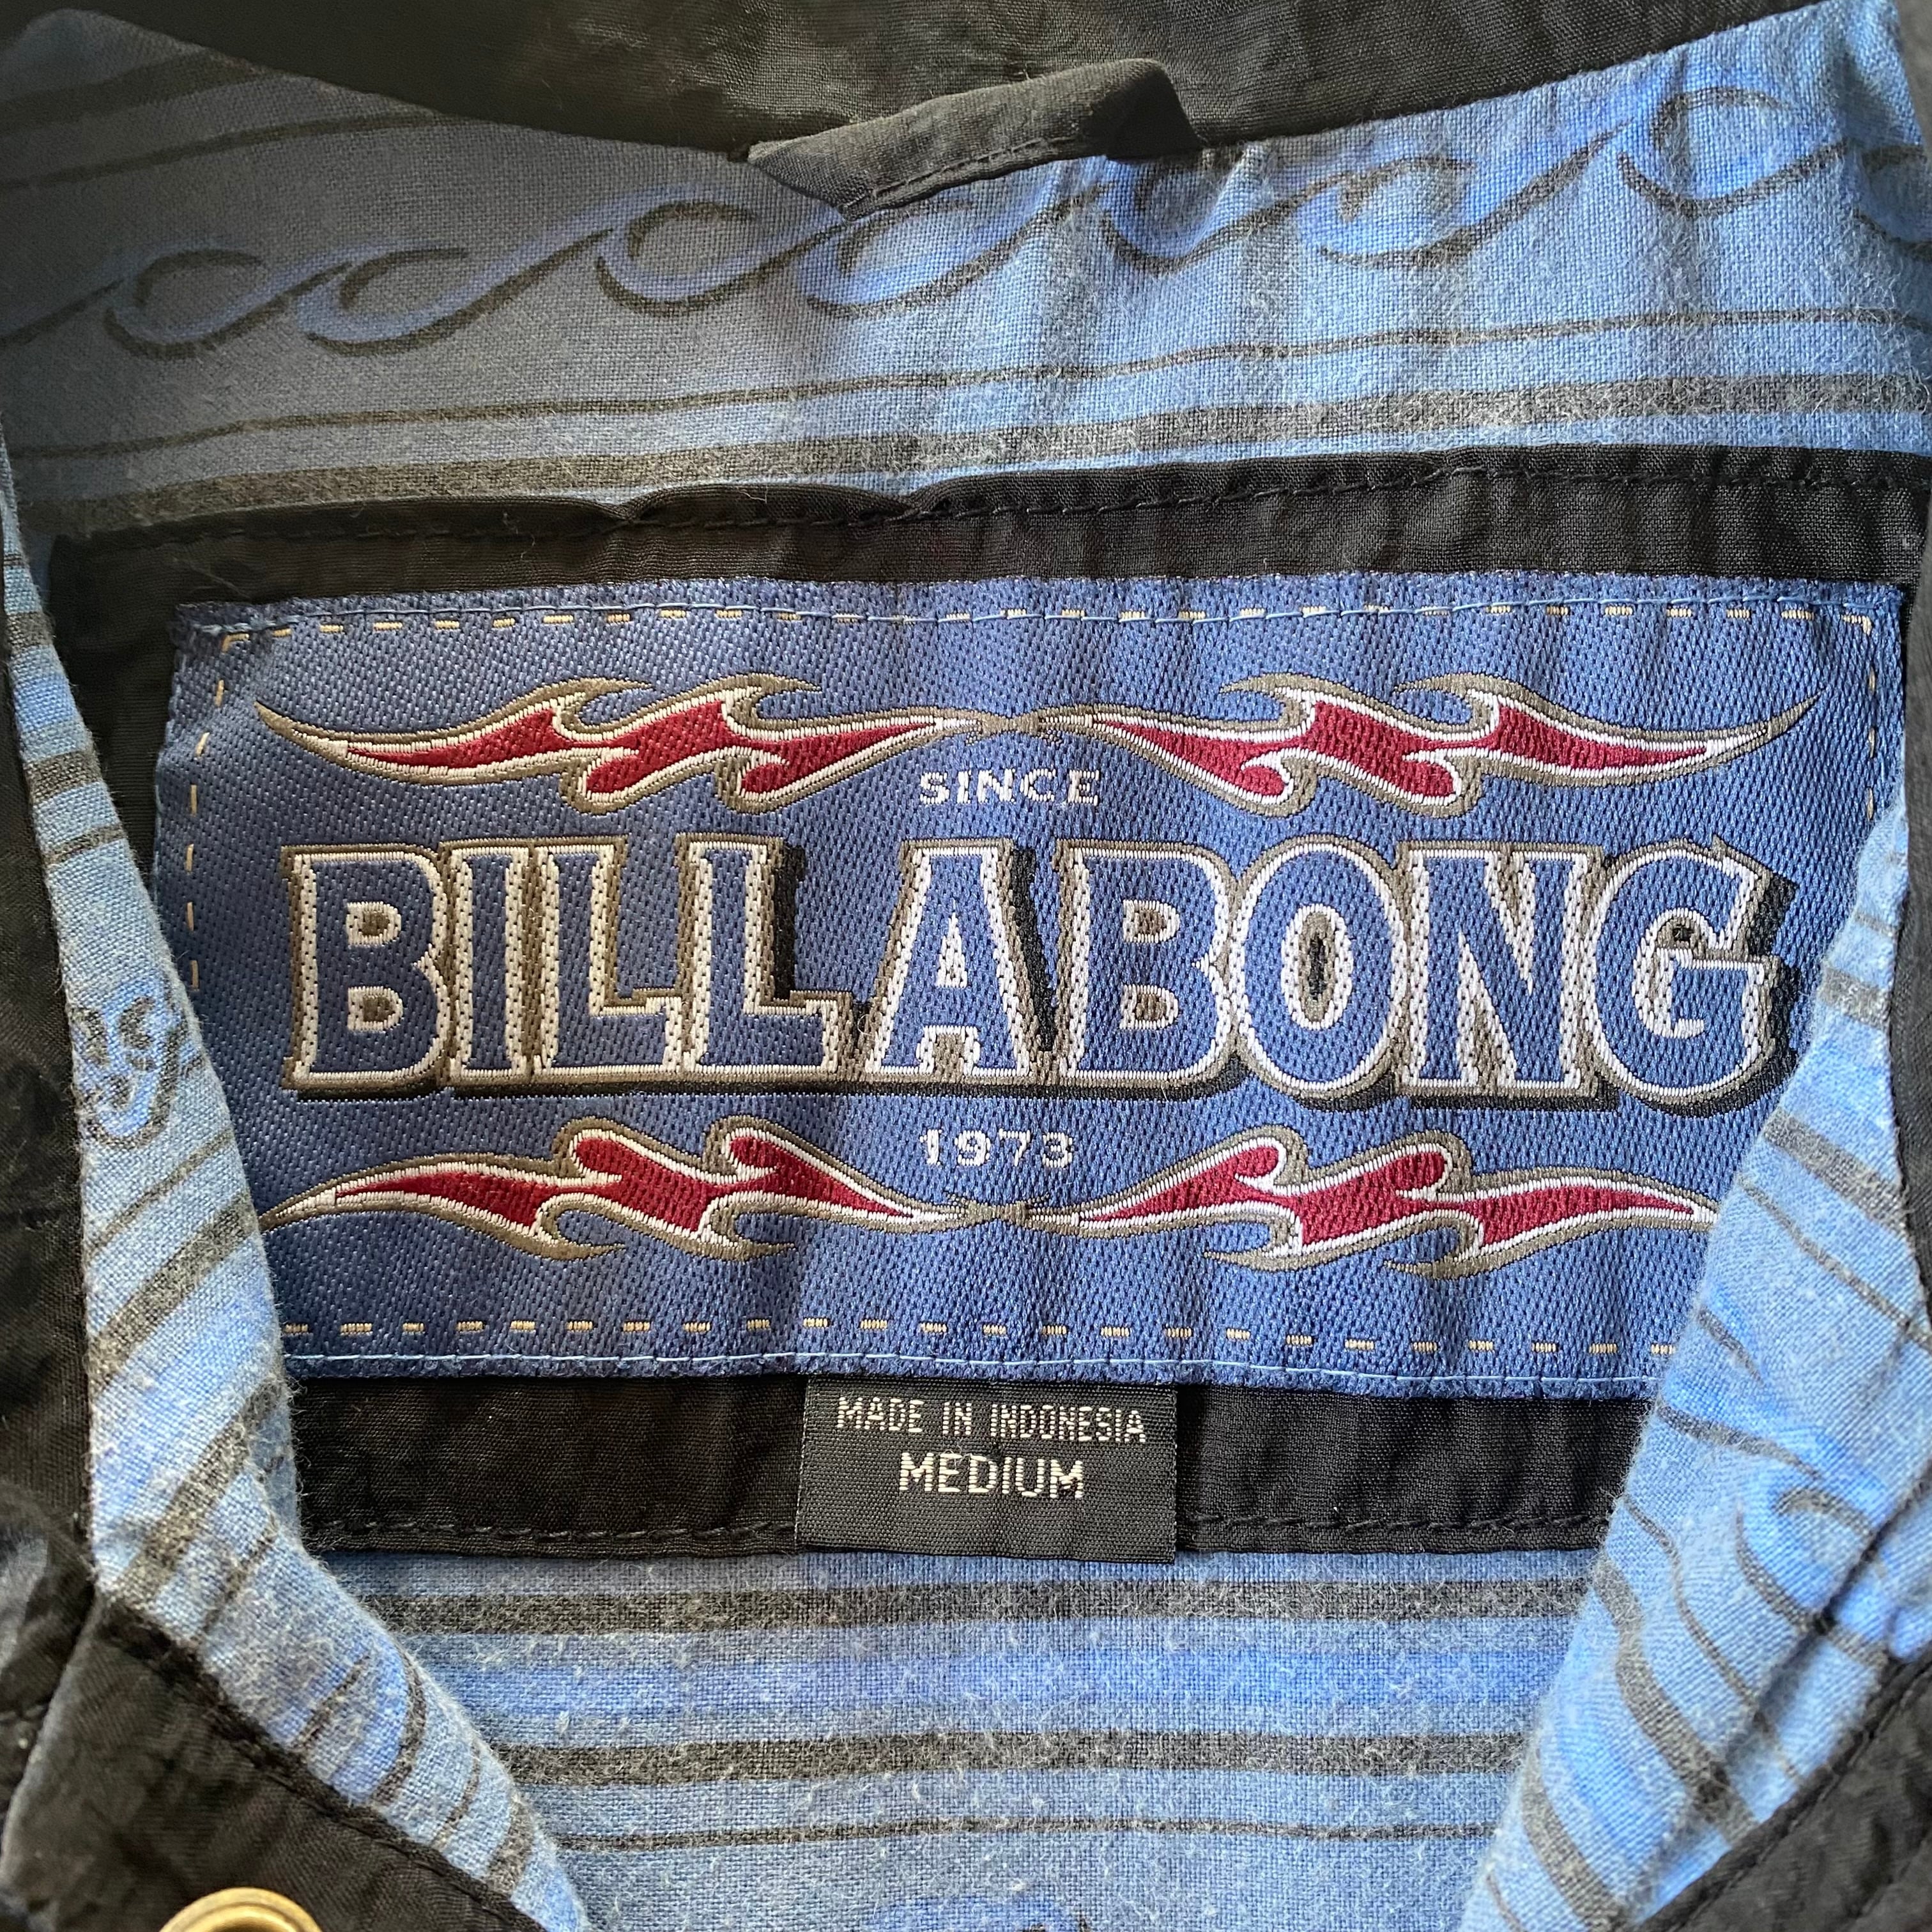 SINCE
BILLABONG
1973
MADE IN INDONESIA
MEDIUM